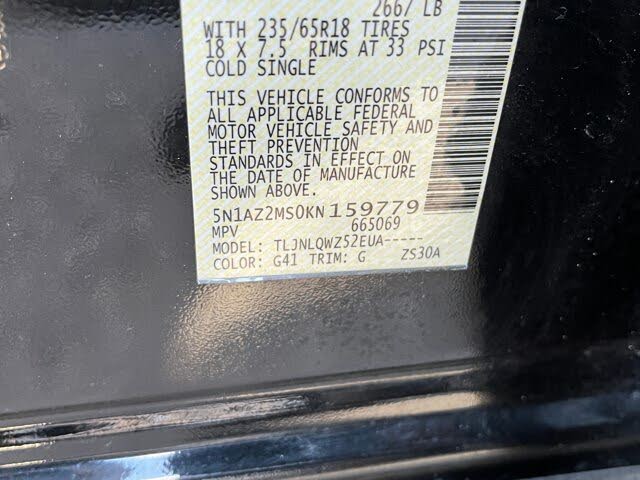 2667 LB
WITH 235/65R18 TIRES
18 X 7.5 RIMS AT 33 PSI
COLD SINGLE
THIS VEHICLE CONFORMS TO
ALL APPLICABLE FEDERAL
MOTOR VEHICLE SAFETY AND
THEFT PREVENTION
STANDARDS IN EFFECT ON
THE DATE OF MANUFACTURE
SHOWN ABOVE.
5N1AZ2MS0KN159779
MPV 665069
MODEL: TLJNLQWZ52EUA-----
COLOR: G41 TRIM: G ZS30A